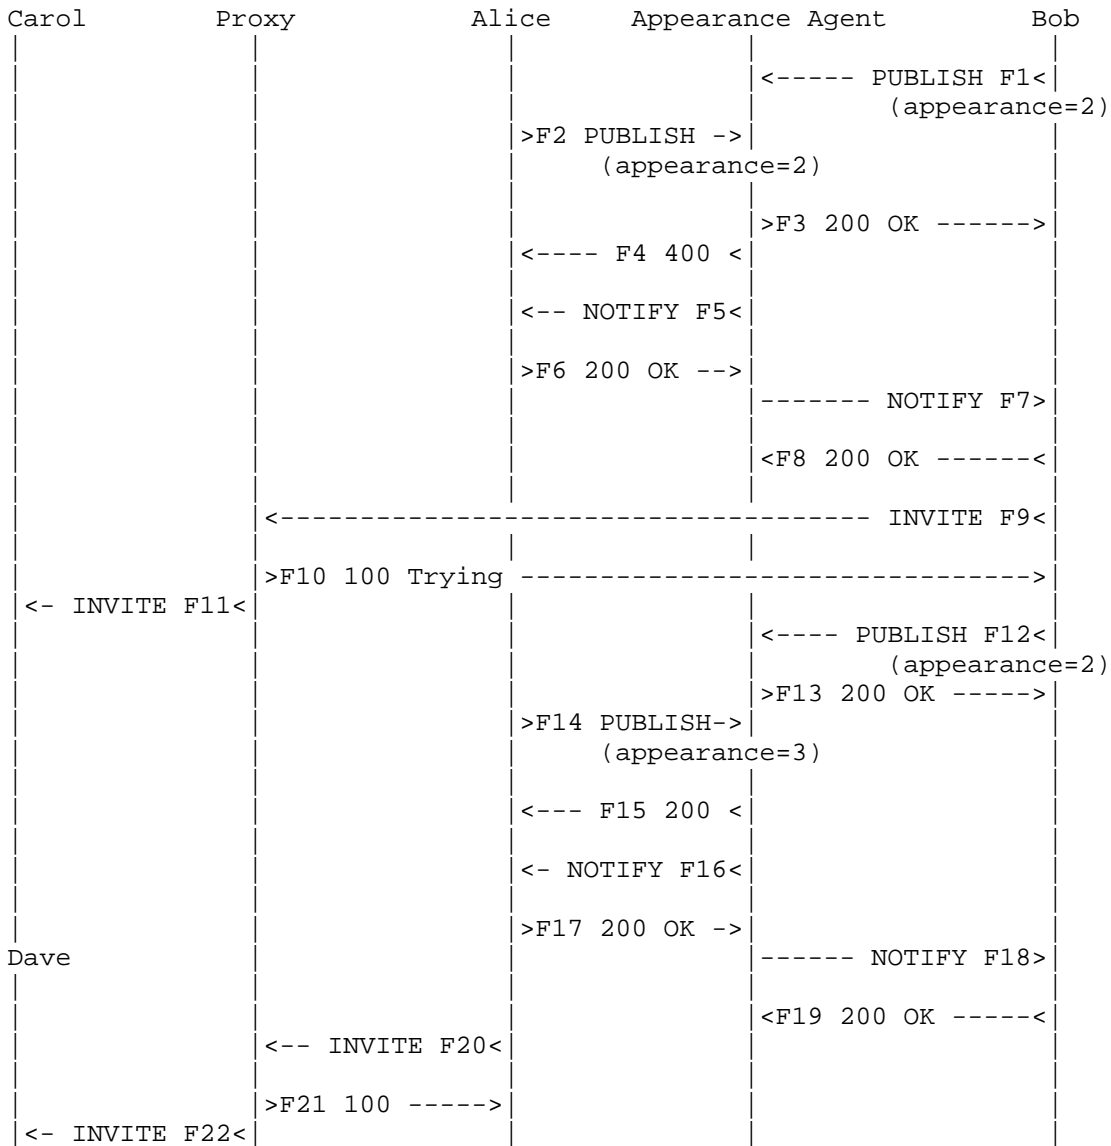 Carol Proxy Alice Appearance Agent Bob
<----- PUBLISH F1<
(appearance=2)
>F2 PUBLISH ->
(appearance=2)
>F3 200 OK ------>
<---- F4 400 <
<-- NOTIFY F5<
>F6 200 OK -->
------- NOTIFY F7>
<F8 200 OK ------<
<------------------------------------- INVITE F9<
>F10 100 Trying -------------------------------->
<- INVITE F11<
<---- PUBLISH F12<
(appearance=2)
>F13 200 OK ----->
>F14 PUBLISH->
(appearance=3)
<--- F15 200 <
<- NOTIFY F16<
>F17 200 OK ->
Dave ------ NOTIFY F18>
<F19 200 OK -----<
<-- INVITE F20<
>F21 100 ----->
<- INVITE F22<